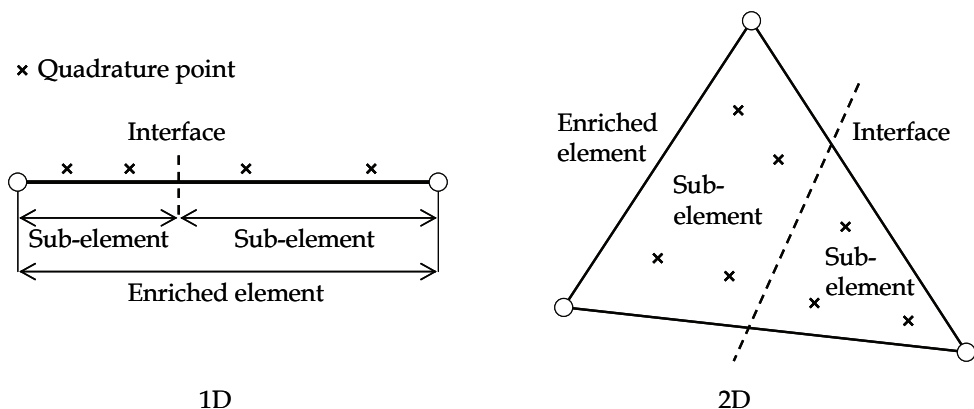 × Quadrature point
Interface
Sub-element
Sub-element
Enriched element
1D
Enriched
element
Interface
Sub-
element
Sub-
element
2D